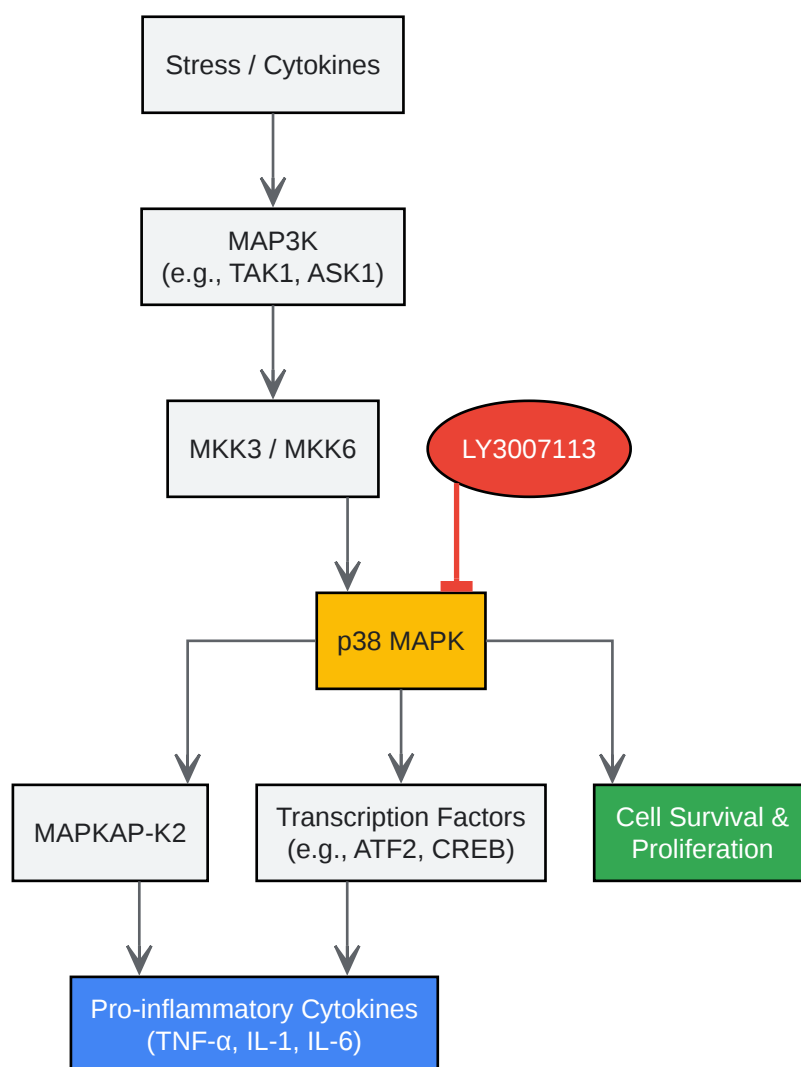 Stress / Cytokines
MAP3K
(e.g., TAK1, ASK1)
MKK3 / MKK6
LY3007113
p38 MAPK
MAPKAP-K2
Transcription Factors
(e.g., ATF2, CREB)
Cell Survival &
Proliferation
Pro-inflammatory Cytokines
(TNF-α, IL-1, IL-6)